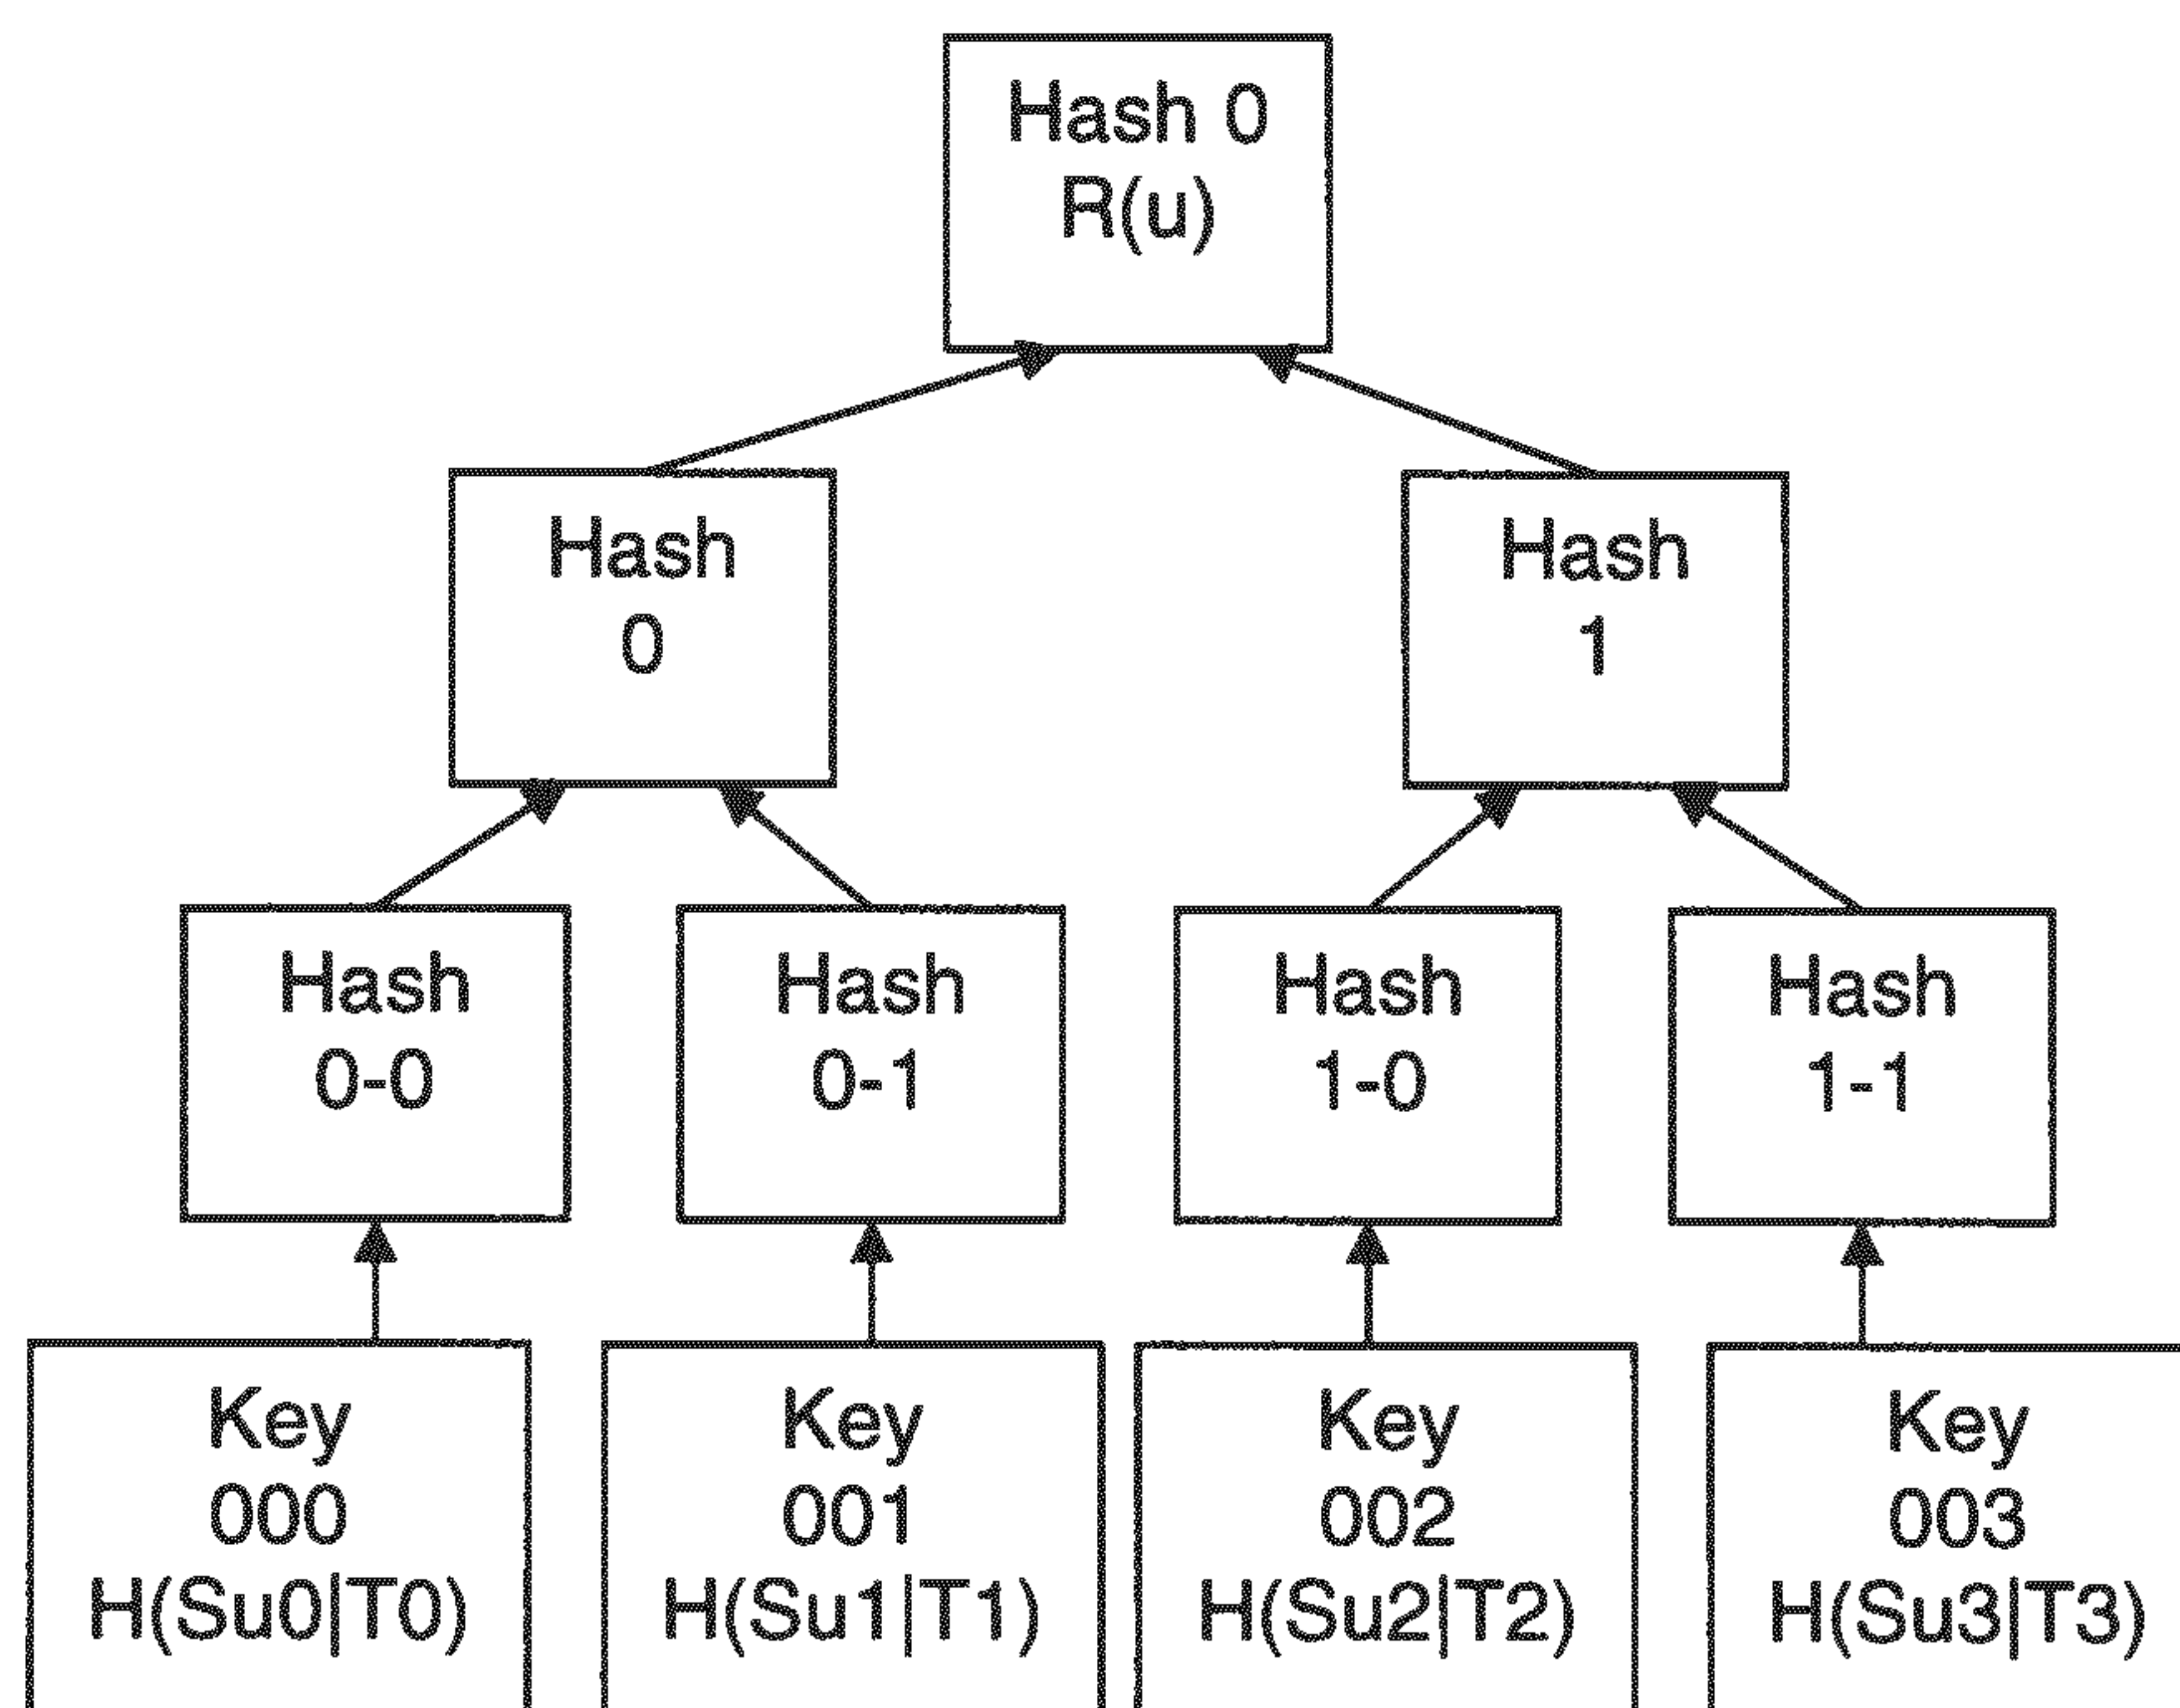 Hash 0
R(u)
Hash
0
Hash
1
Hash
0-0
Hash
0-1
Hash
1-0
Hash
1-1
Key
000
H(Su0|T0)
Key
001
H(Su1|T1)
Key
002
H(Su2|T2)
Key
003
H(Su3|T3)